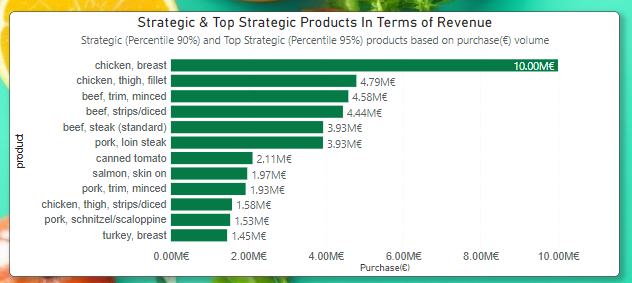 Strategic & Top Strategic Products In Terms of Revenue
Strategic (Percentile 90%) and Top Strategic (Percentile 95%) products based on purchase(€) volume
product
chicken, breast 10.00M€
chicken, thigh, fillet 4.79M€
beef, trim, minced 4.58M€
beef, strips/diced 4.44M€
beef, steak (standard) 3.93M€
pork, loin steak 3.93M€
canned tomato 2.11M€
salmon, skin on 1.97M€
pork, trim, minced 1.93M€
chicken, thigh, strips/diced 1.58M€
pork, schnitzel/scaloppine 1.53M€
turkey, breast 1.45M€
0.00M€ 2.00M€ 4.00M€ 6.00M€ 8.00M€ 10.00M€
Purchase(€)